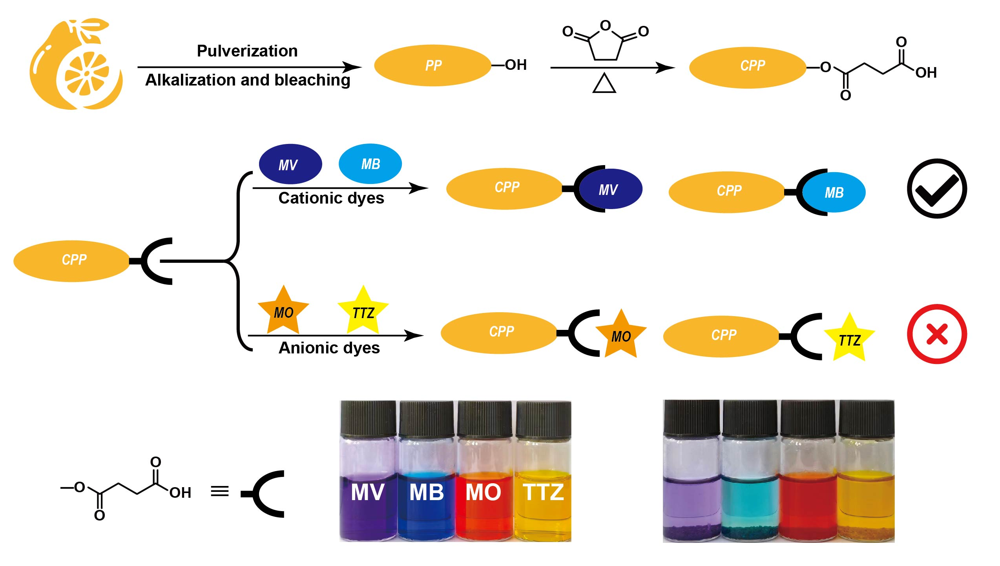 Pulverization
Alkalization and bleaching
PP
OH
O
O
O
CPP
O
O
O
OH
MV
MB
Cationic dyes
CPP
MV
CPP
MB
CPP
MO
TTZ
Anionic dyes
CPP
MO
CPP
TTZ
O
O
O
OH
MV
MB
MO
TTZ